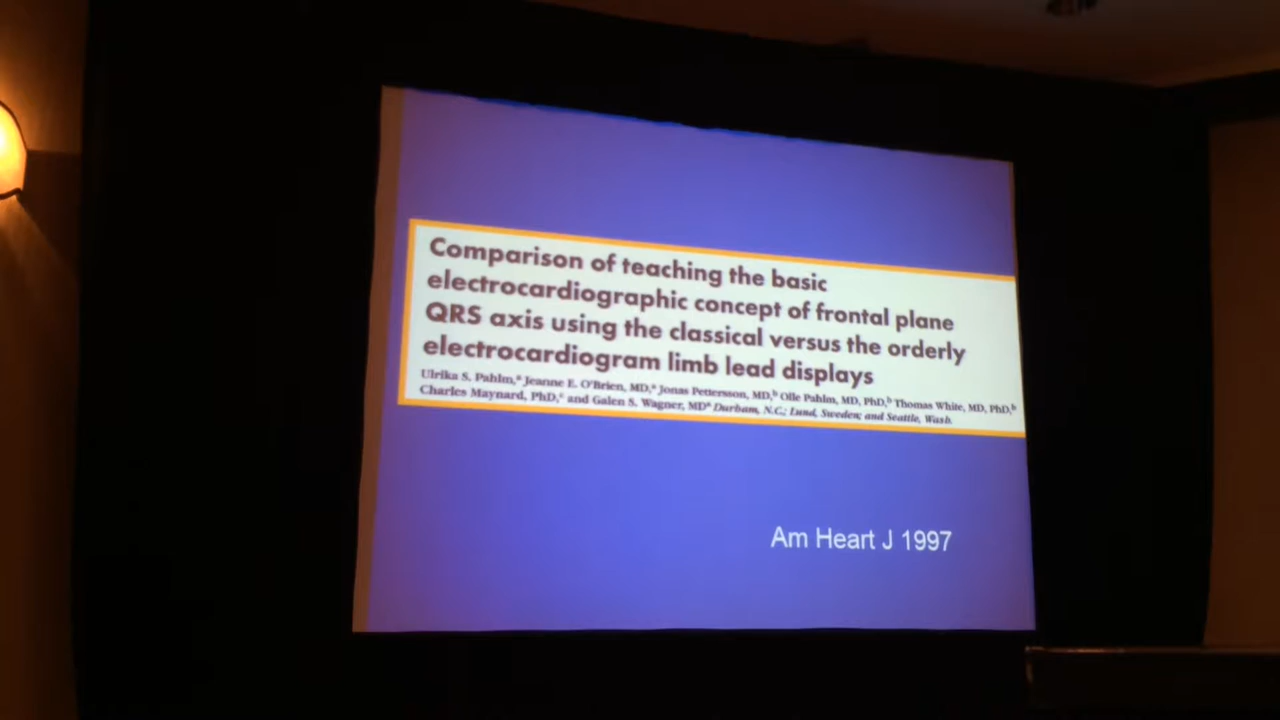 Comparison of teaching the basic
electrocardiographic concept of frontal plane
QRS axis using the classical versus the orderly
electrocardiogram limb lead displays
Ulrika S. Pahlm,ᵃ Jeanne E. O'Brien, MD,ᵃ Jonas Pettersson, MD,ᵇ Olle Pahlm, MD, PhD,ᵇ Thomas White, MD, PhD,ᵇ
Charles Maynard, PhD,ᶜ and Galen S. Wagner, MDᵃ Durham, N.C.; Lund, Sweden; and Seattle, Wash.
Am Heart J 1997